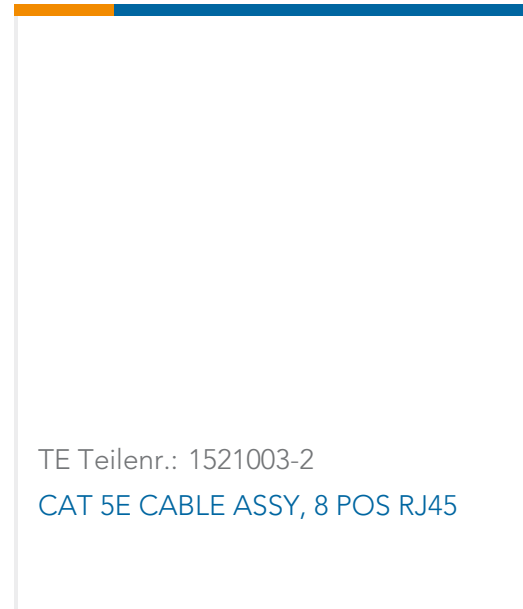 TE Teilenr.: 1521003-2
CAT 5E CABLE ASSY, 8 POS RJ45